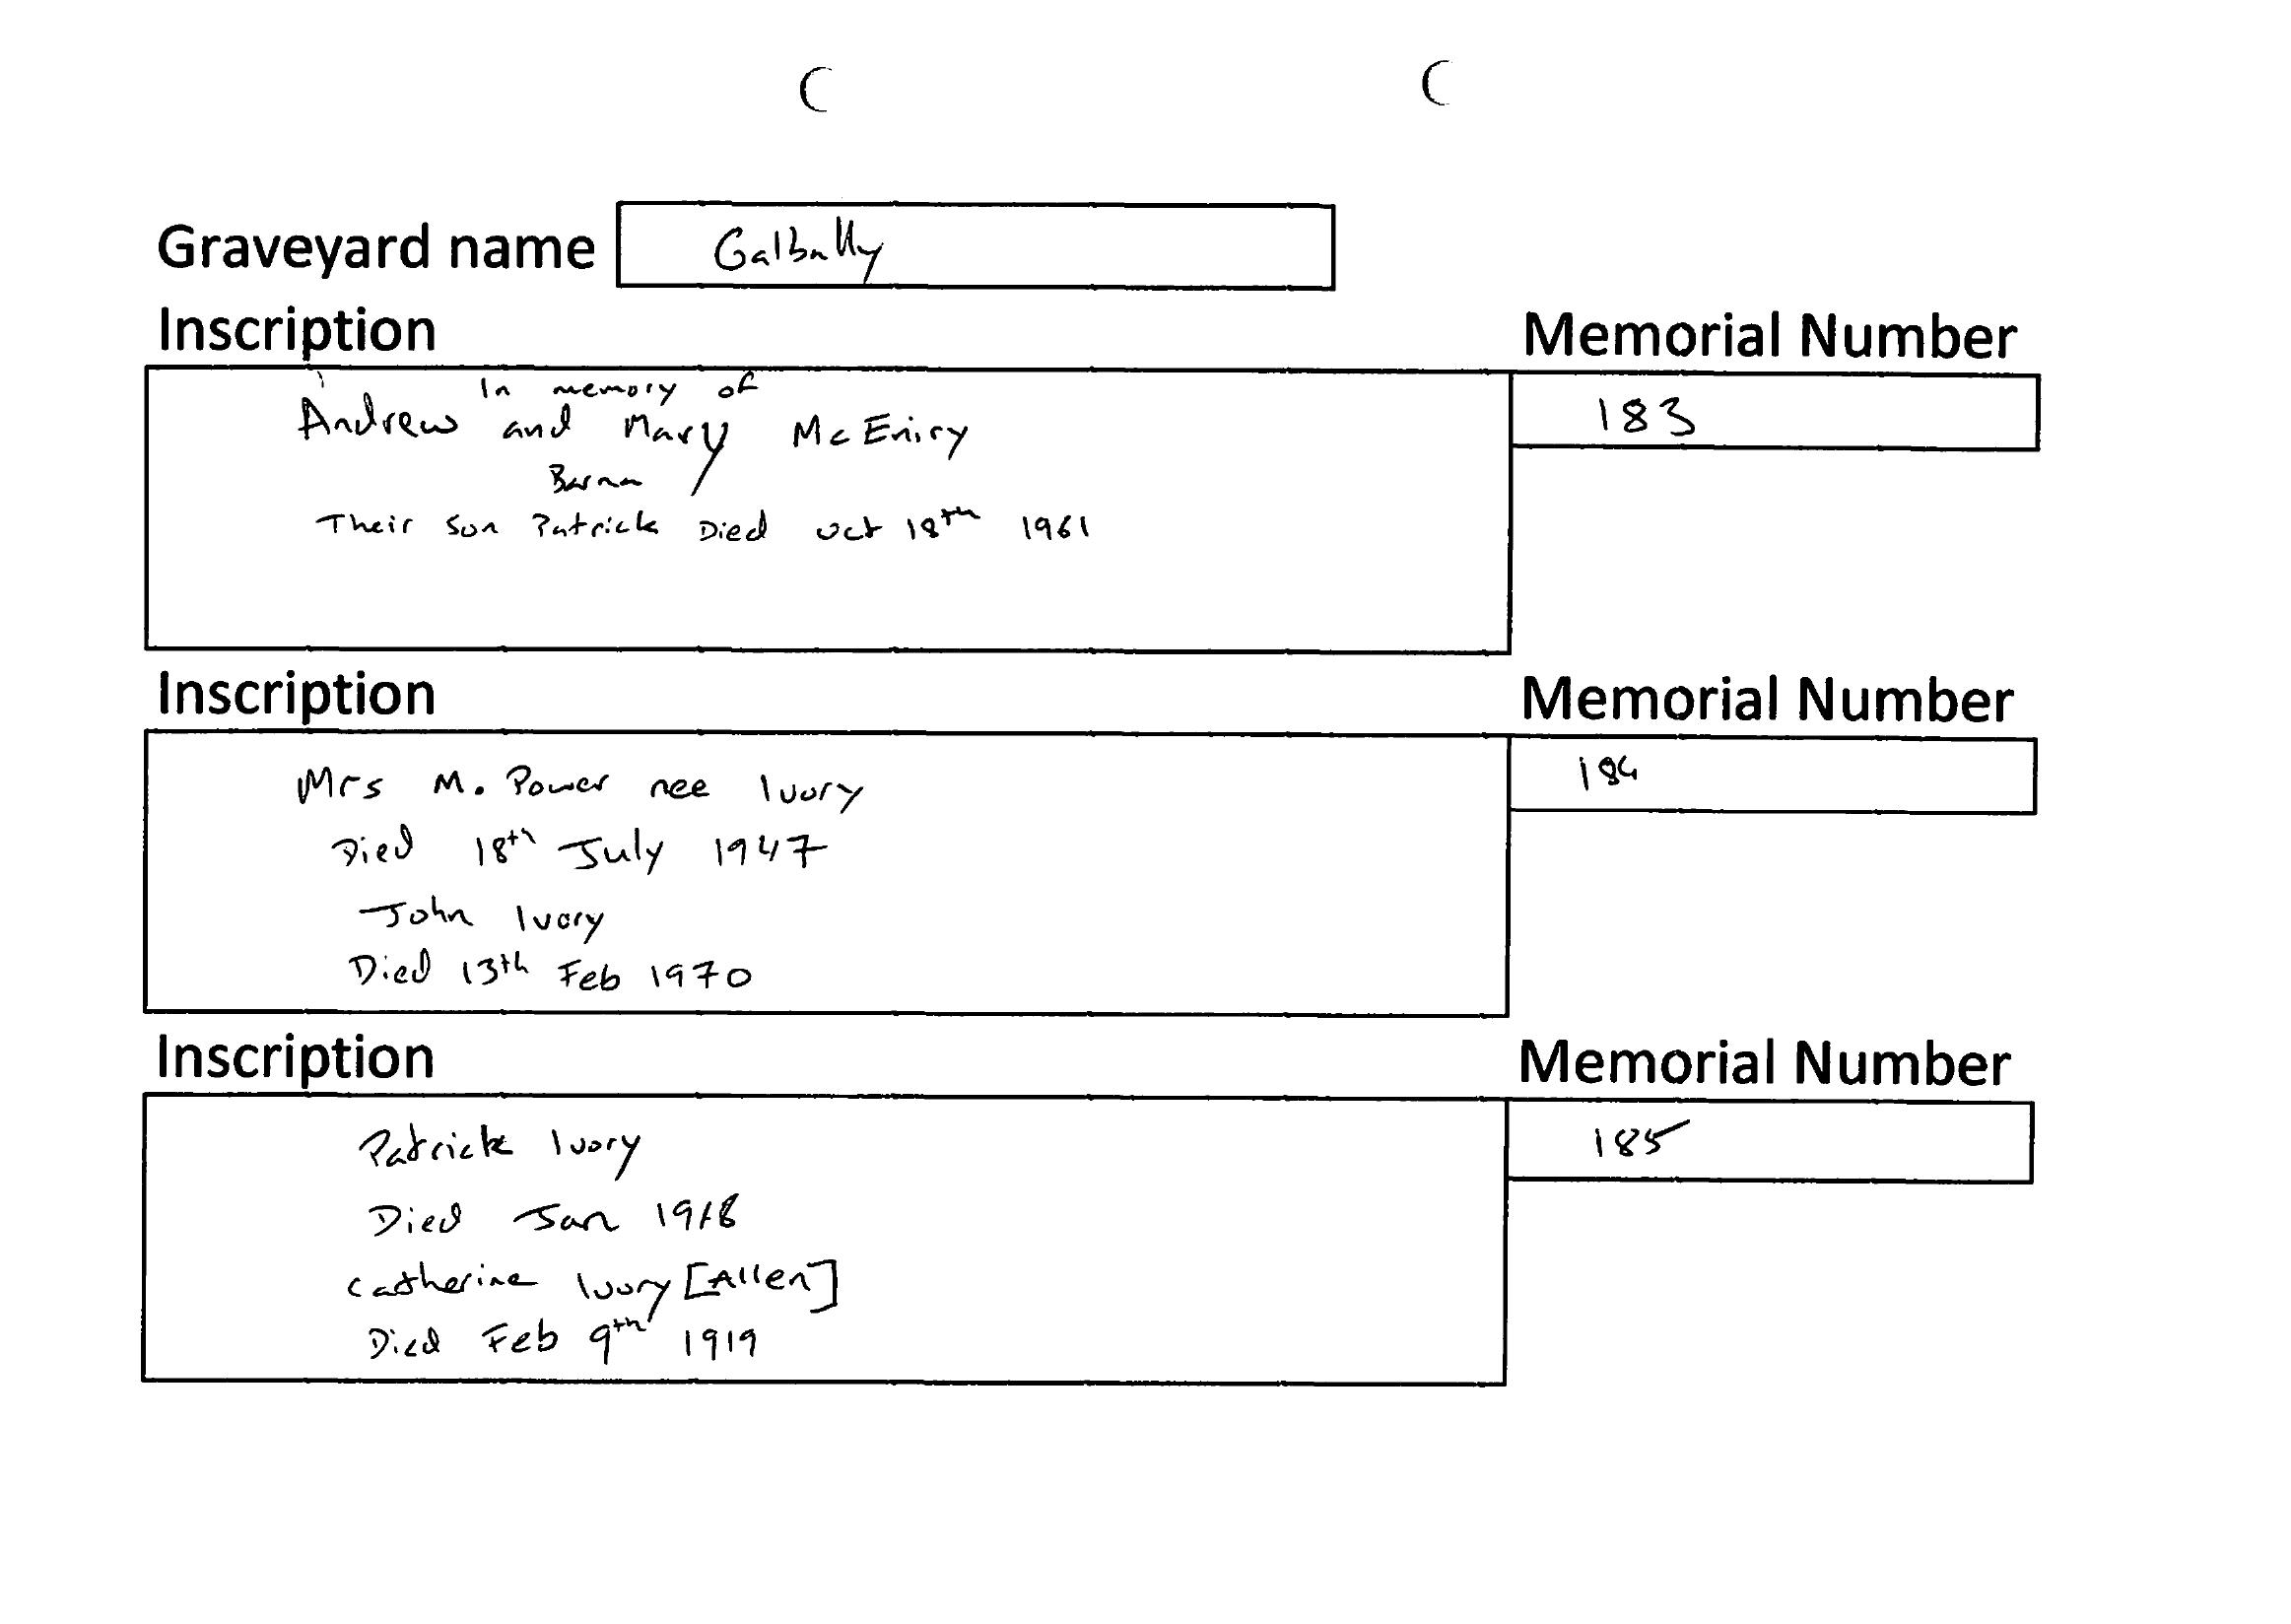 Graveyard name Galbally
Inscription Memorial Number
In memory of 183
Andrew and Mary McEniry
Barna
Their Son Patrick Died Oct 18th 1961
Inscription Memorial Number
Mrs M. Power nee Ivory 184
Died 18th July 1947
John Ivory
Died 13th Feb 1970
Inscription Memorial Number
Patrick Ivory 185
Died Jan 1918
Catherine Ivory [Allen]
Died Feb 9th 1919